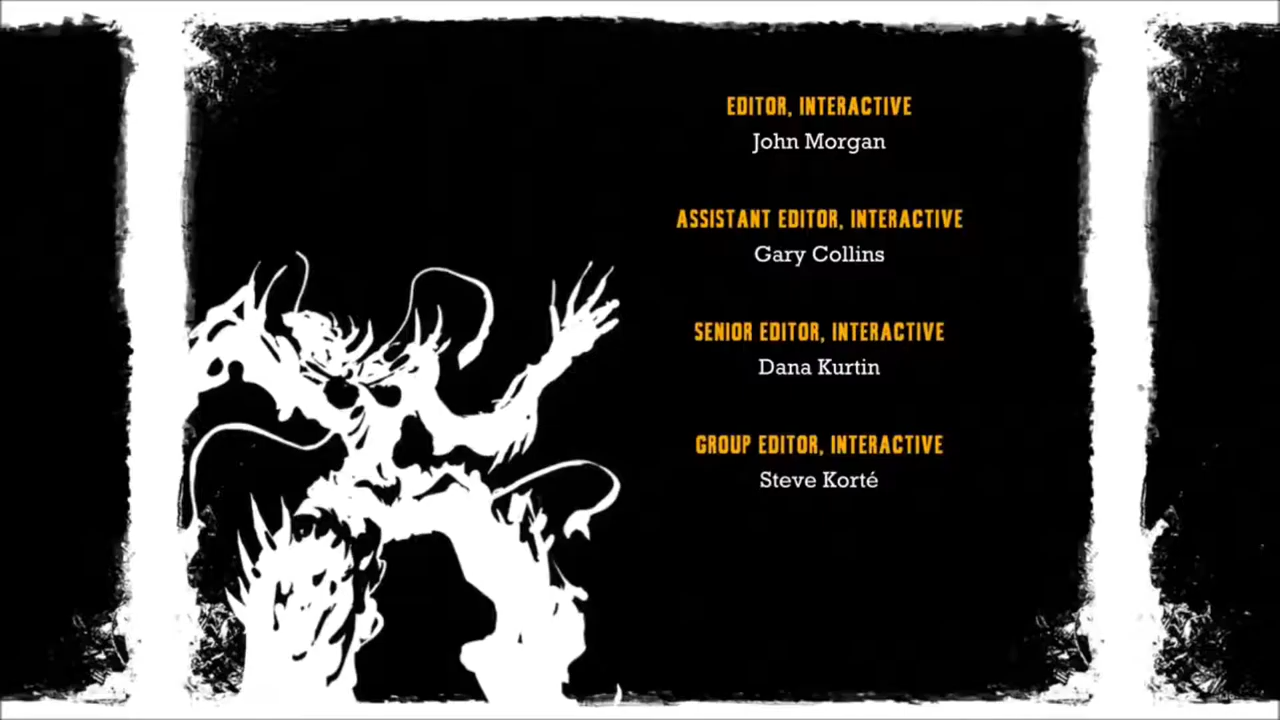 EDITOR, INTERACTIVE
John Morgan
ASSISTANT EDITOR, INTERACTIVE
Gary Collins
SENIOR EDITOR, INTERACTIVE
Dana Kurtin
GROUP EDITOR, INTERACTIVE
Steve Korté